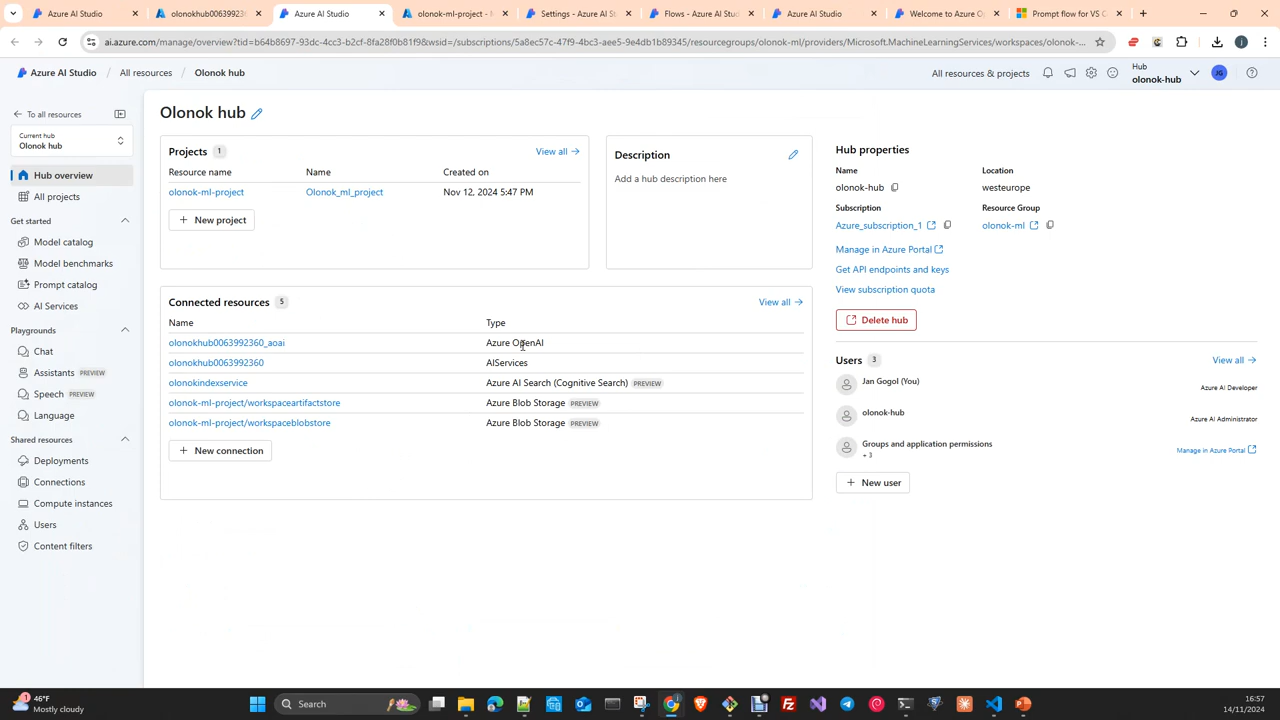 Azure AI Studio
olonokhub0063992360
Azure AI Studio
olonok-ml-project - M
Settings - Azure AI St
Flows - Azure AI Stud
Azure AI Studio
Welcome to Azure Op
Prompt flow for VS C
ai.azure.com/manage/overview?tid=b64b8697-93dc-4cc3-b2cf-8fa28f0b81f9&wsid=/subscriptions/5a8ec57c-47f9-4bc3-aee5-9e4db1b89345/resourcegroups/olonok-ml/providers/Microsoft.MachineLearningServices/workspaces/olonok-...
Azure AI Studio / All resources / Olonok hub
All resources & projects
Hub
olonok-hub
JG
To all resources
Current hub
Olonok hub
Hub overview
All projects
Get started
Model catalog
Model benchmarks
Prompt catalog
AI Services
Playgrounds
Chat
Assistants PREVIEW
Speech PREVIEW
Language
Shared resources
Deployments
Connections
Compute instances
Users
Content filters
Olonok hub
Projects 1
View all
Resource name Name Created on
olonok-ml-project Olonok_ml_project Nov 12, 2024 5:47 PM
New project
Description
Add a hub description here
Connected resources 5
View all
Name Type
olonokhub0063992360_aoai Azure OpenAI
olonokhub0063992360 AIServices
olonokindexservice Azure AI Search (Cognitive Search) PREVIEW
olonok-ml-project/workspaceartifactstore Azure Blob Storage PREVIEW
olonok-ml-project/workspaceblobstore Azure Blob Storage PREVIEW
New connection
Hub properties
Name Location
olonok-hub westeurope
Subscription Resource Group
Azure_subscription_1 olonok-ml
Manage in Azure Portal
Get API endpoints and keys
View subscription quota
Delete hub
Users 3
View all
Jan Gogol (You) Azure AI Developer
olonok-hub Azure AI Administrator
Groups and application permissions
+ 3 Manage in Azure Portal
New user
46°F
Mostly cloudy
Search
16:57
14/11/2024